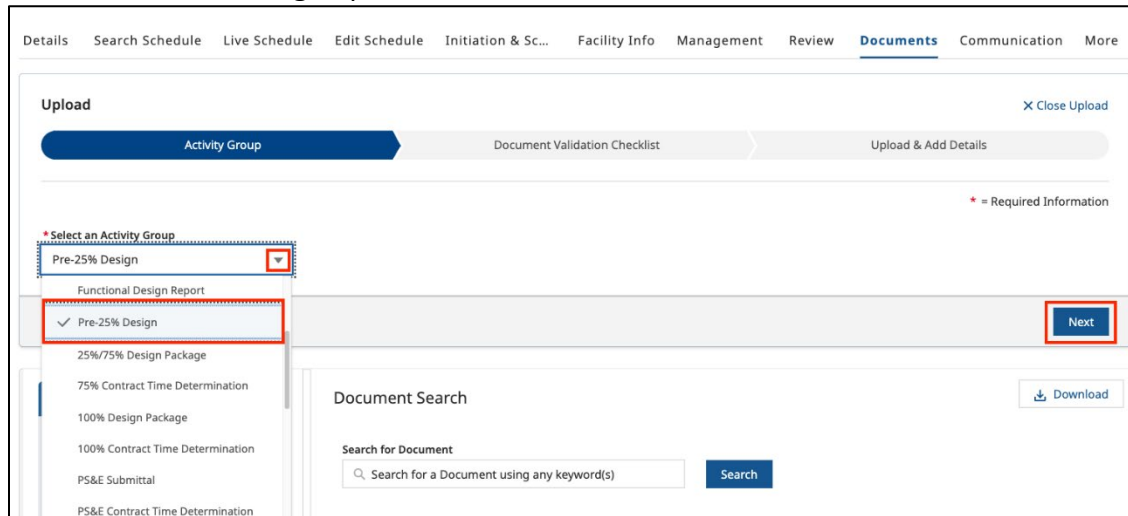 Details Search Schedule Live Schedule Edit Schedule Initiation & Sc... Facility Info Management Review Documents Communication More
Upload
X Close Upload
Activity Group Document Validation Checklist Upload & Add Details
* = Required Information
* Select an Activity Group
Pre-25% Design
Functional Design Report
Pre-25% Design
Next
25%/75% Design Package
75% Contract Time Determination
100% Design Package
100% Contract Time Determination
PS&E Submittal
PS&E Contract Time Determination
Document Search
Download
Search for Document
Search for a Document using any keyword(s)
Search